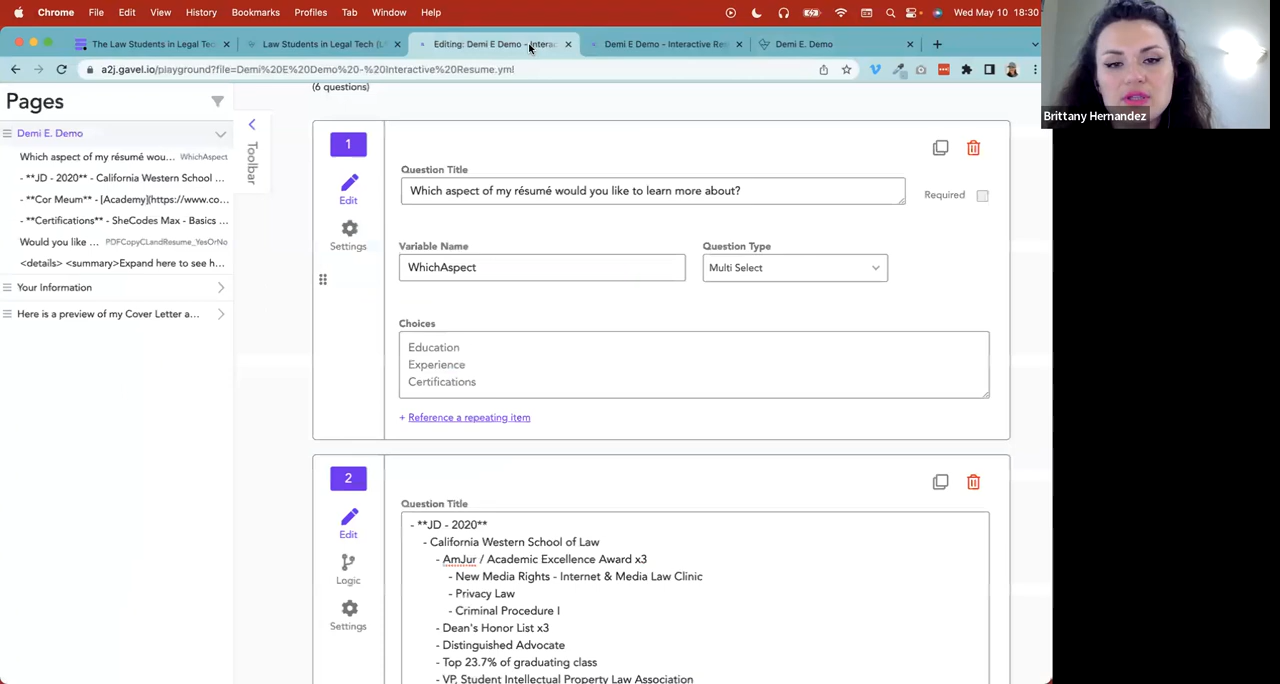 Chrome File Edit View History Bookmarks Profiles Tab Window Help Wed May 10 18:30
The Law Students in Legal Tec
Law Students in Legal Tech (L
Editing: Demi E Demo - Interac
Demi E Demo - Interactive Res
Demi E. Demo
a2j.gavel.io/playground?file=Demi%20E%20Demo%20-%20Interactive%20Resume.yml
Brittany Hernandez
Pages
Demi E. Demo
Which aspect of my résumé wou... WhichAspect
- **JD - 2020** - California Western School ...
- **Cor Meum** - [Academy](https://www.co...
- **Certifications** - SheCodes Max - Basics ...
Would you like ... PDFCopyCLandResume_YesOrNo
<details> <summary>Expand here to see h...
Your Information
Here is a preview of my Cover Letter a...
Toolbar
(6 questions)
1
Edit
Settings
Question Title
Which aspect of my résumé would you like to learn more about?
Required
Variable Name
WhichAspect
Question Type
Multi Select
Choices
Education
Experience
Certifications
+ Reference a repeating item
2
Edit
Logic
Settings
Question Title
- **JD - 2020**
- California Western School of Law
- AmJur / Academic Excellence Award x3
- New Media Rights - Internet & Media Law Clinic
- Privacy Law
- Criminal Procedure I
- Dean's Honor List x3
- Distinguished Advocate
- Top 23.7% of graduating class
- VP, Student Intellectual Property Law Association